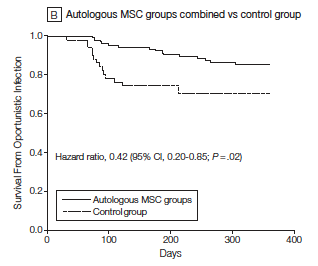 B Autologous MSC groups combined vs control group
1.0
0.8
0.6
0.4
0.2
0.0
Survival From Oportunistic Infection
Hazard ratio, 0.42 (95% CI, 0.20-0.85; P=.02)
Autologous MSC groups
Control group
0 100 200 300 400
Days